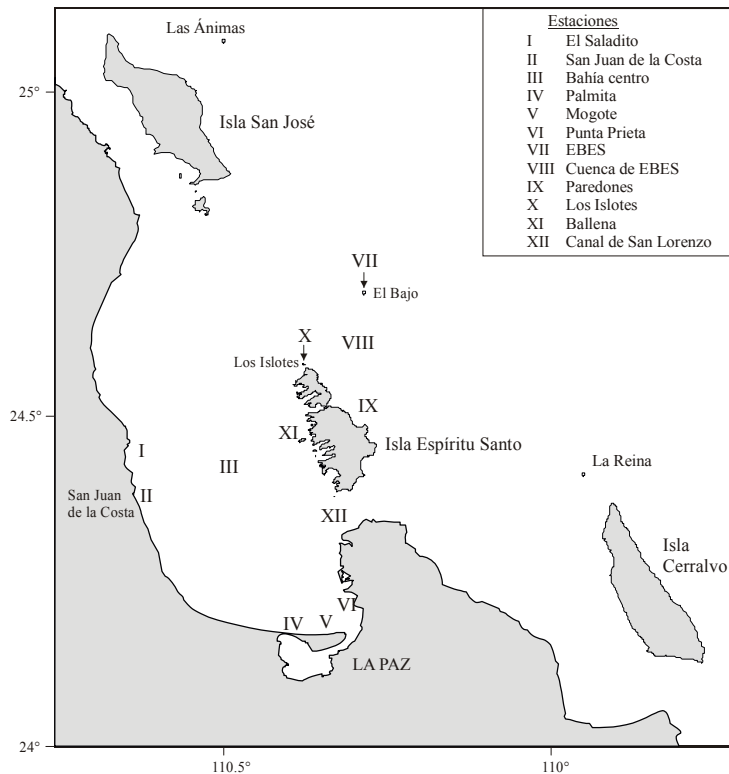 Estaciones
I El Saladito
II San Juan de la Costa
III Bahía centro
IV Palmita
V Mogote
VI Punta Prieta
VII EBES
VIII Cuenca de EBES
IX Paredones
X Los Islotes
XI Ballena
XII Canal de San Lorenzo
Las Ánimas
25°
Isla San José
VII
El Bajo
X
VIII
Los Islotes
IX
24.5°
XI
Isla Espíritu Santo
I
III
La Reina
San Juan
de la Costa
II
XII
Isla
Cerralvo
VI
IV
V
LA PAZ
24°
110.5°
110°